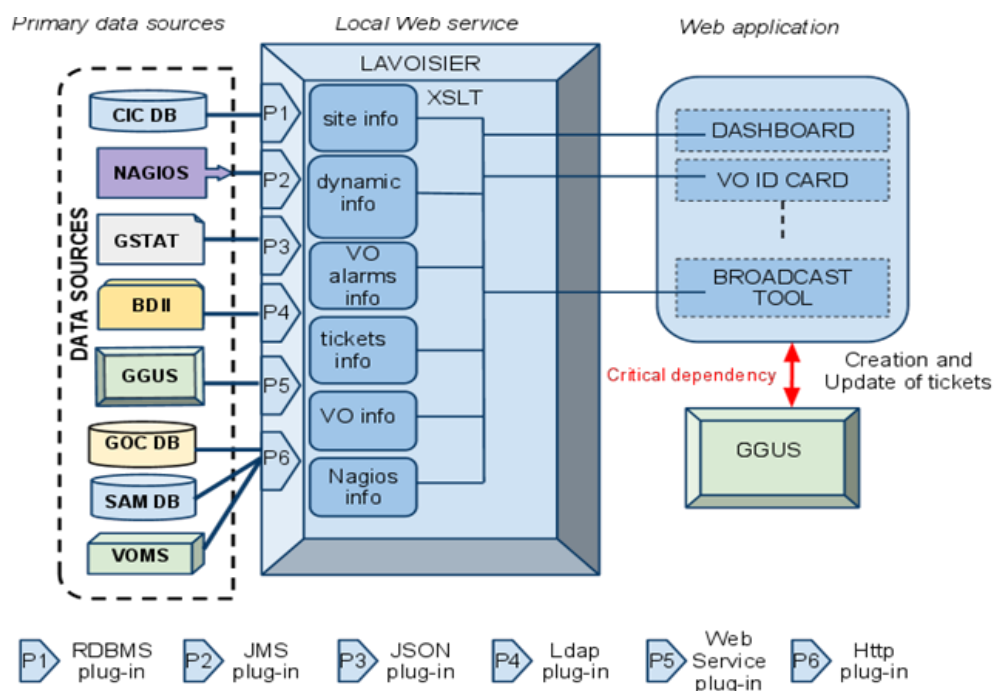 Primary data sources
Local Web service
Web application
LAVOISIER
XSLT
DATA SOURCES
CIC DB
NAGIOS
GSTAT
BDII
GGUS
GOC DB
SAM DB
VOMS
P1
P2
P3
P4
P5
P6
site info
dynamic
info
VO
alarms
info
tickets
info
VO info
Nagios
info
DASHBOARD
VO ID CARD
BROADCAST
TOOL
Critical dependency
Creation and
Update of tickets
GGUS
P1
RDBMS
plug-in
P2
JMS
plug-in
P3
JSON
plug-in
P4
Ldap
plug-in
P5
Web
Service
plug-in
P6
Http
plug-in